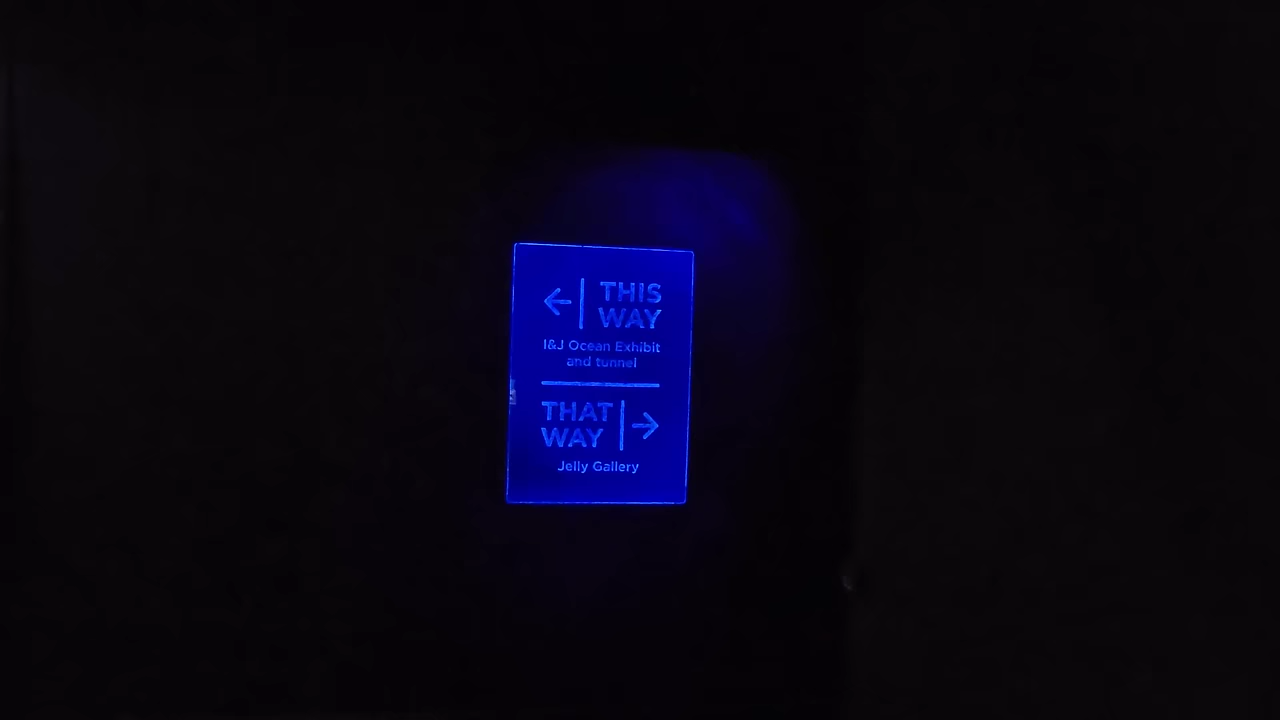 ← THIS
WAY
I&J Ocean Exhibit
and tunnel
THAT
WAY →
Jelly Gallery